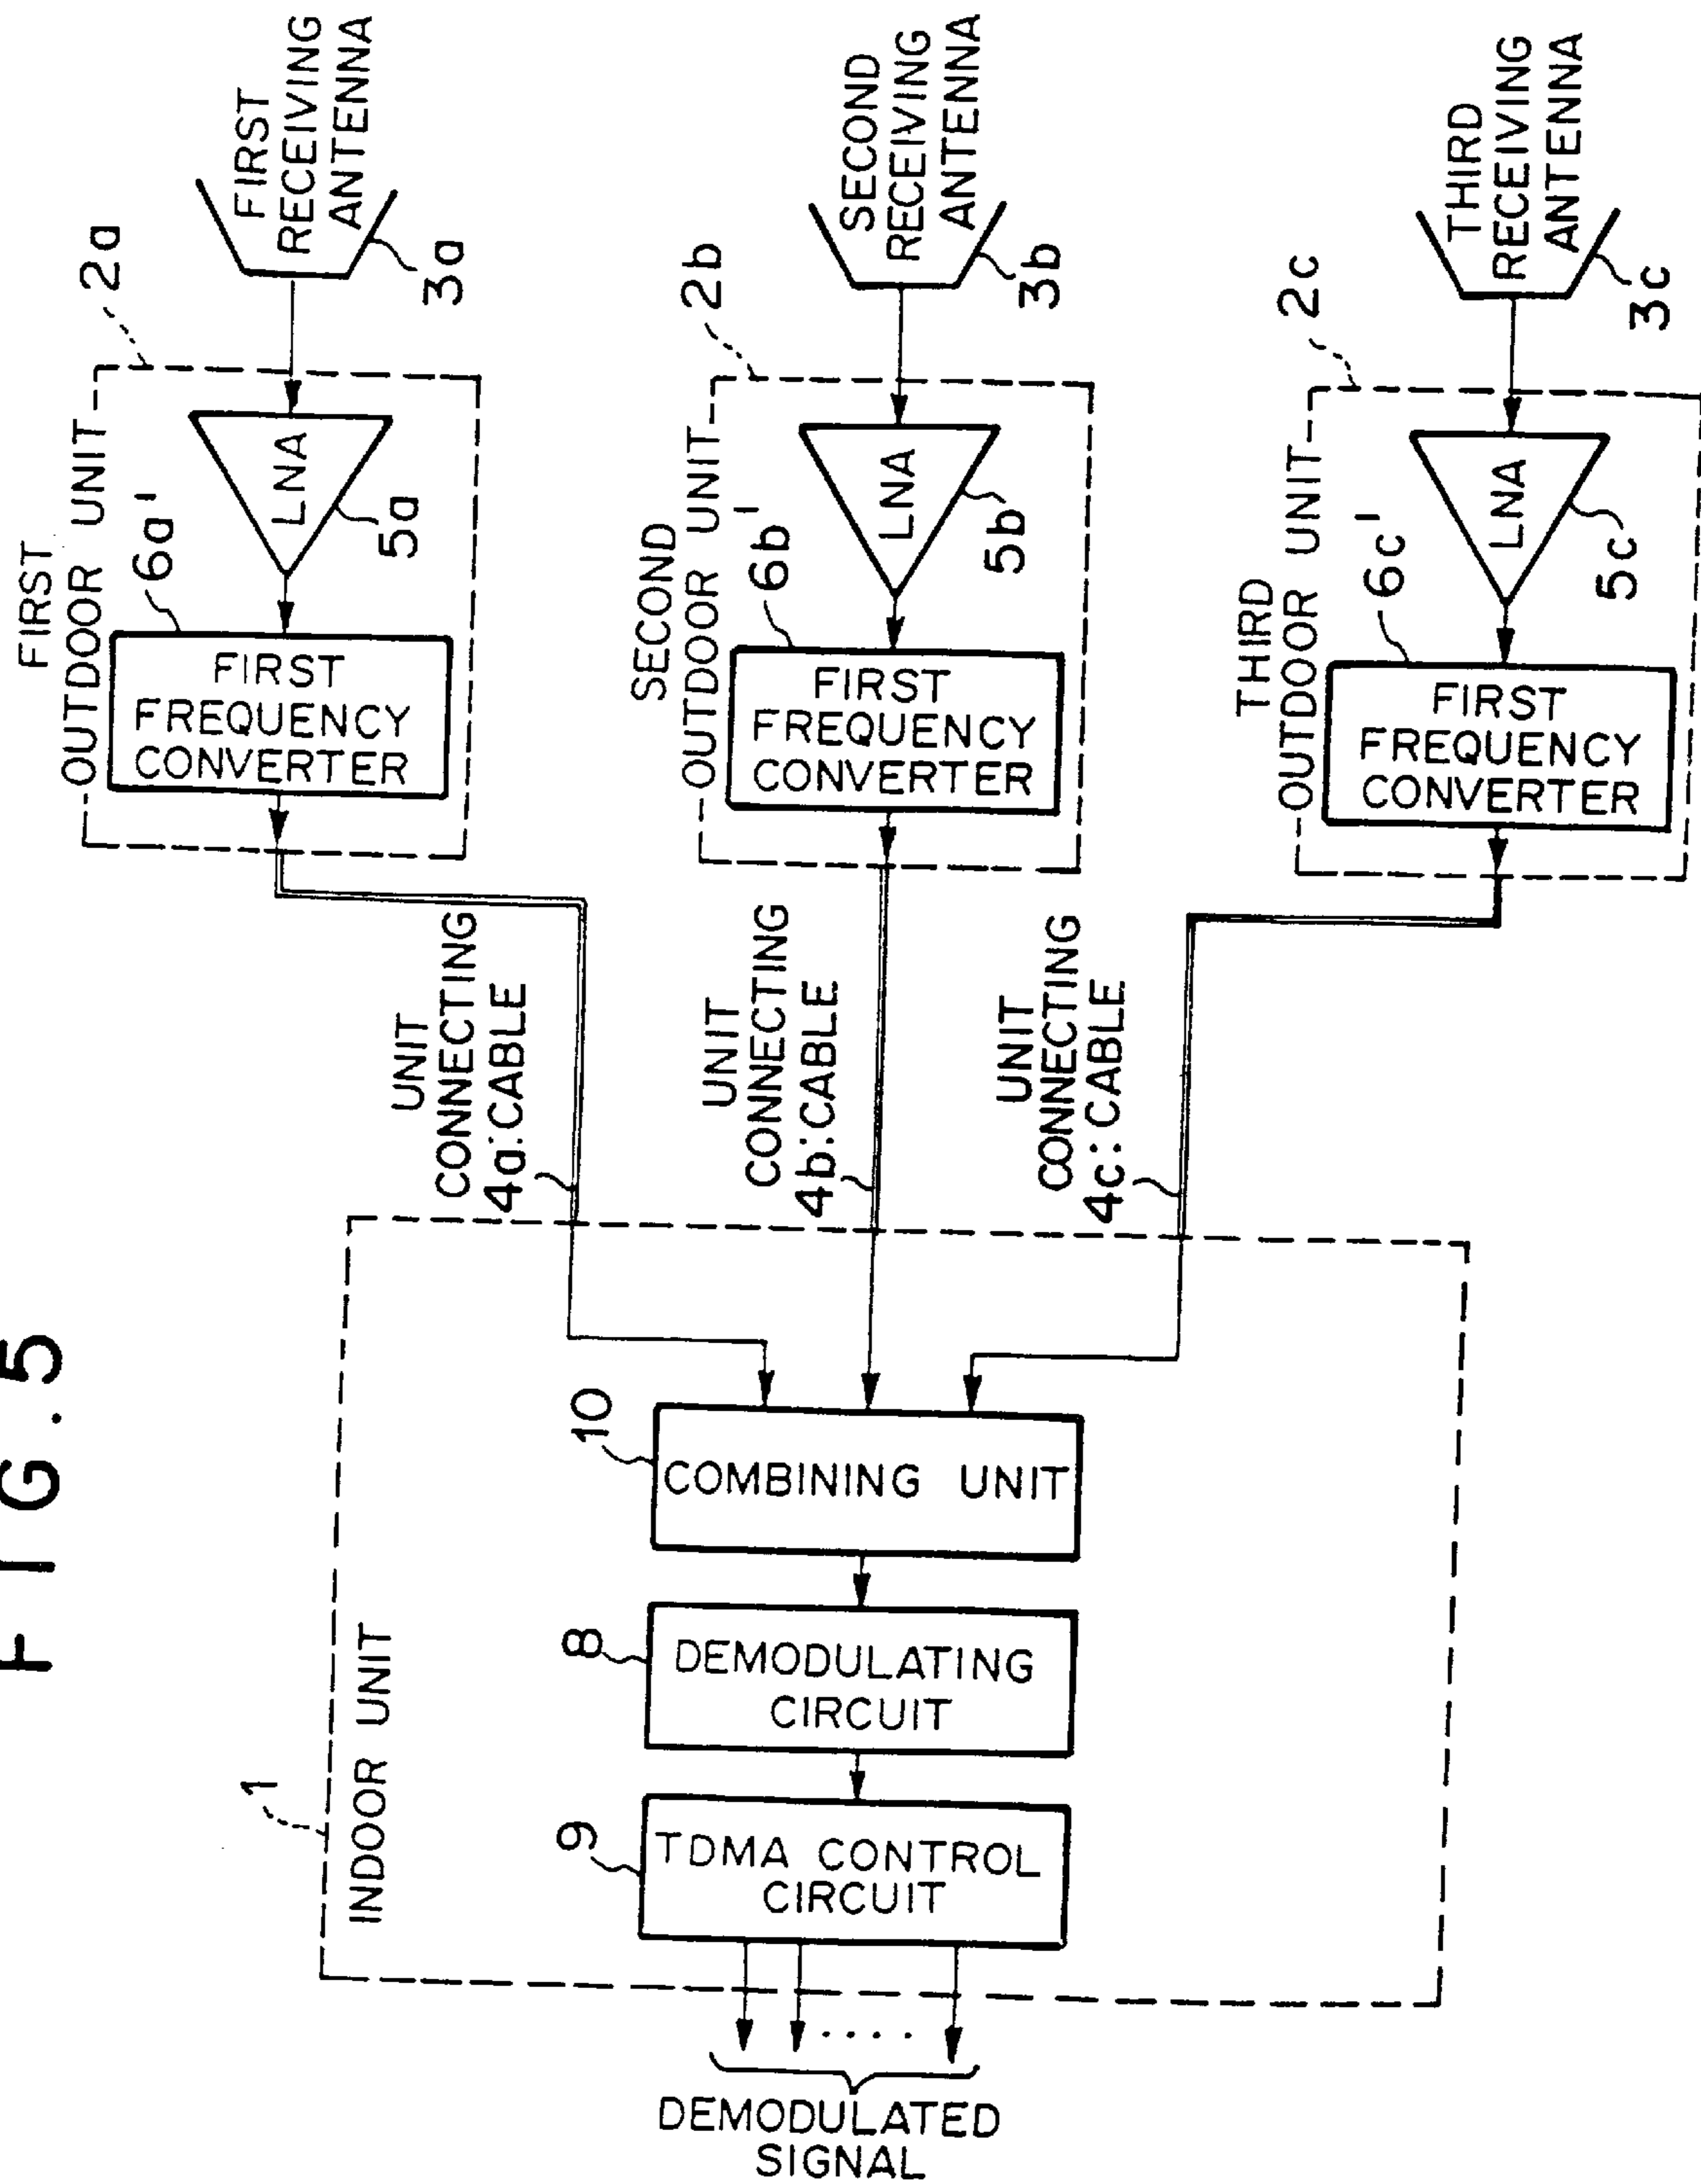 FIG.5
FIRST
OUTDOOR UNIT
2a
6a'
FIRST
FREQUENCY
CONVERTER
LNA
5a
FIRST
RECEIVING
ANTENNA
3a
UNIT
CONNECTING
4a:CABLE
SECOND
OUTDOOR UNIT
2b
6b'
FIRST
FREQUENCY
CONVERTER
LNA
5b
SECOND
RECEIVING
ANTENNA
3b
UNIT
CONNECTING
4b:CABLE
THIRD
OUTDOOR UNIT
2c
6c'
FIRST
FREQUENCY
CONVERTER
LNA
5c
THIRD
RECEIVING
ANTENNA
3c
UNIT
CONNECTING
4c:CABLE
1
INDOOR UNIT
10
COMBINING UNIT
8
DEMODULATING
CIRCUIT
9
TDMA CONTROL
CIRCUIT
DEMODULATED
SIGNAL